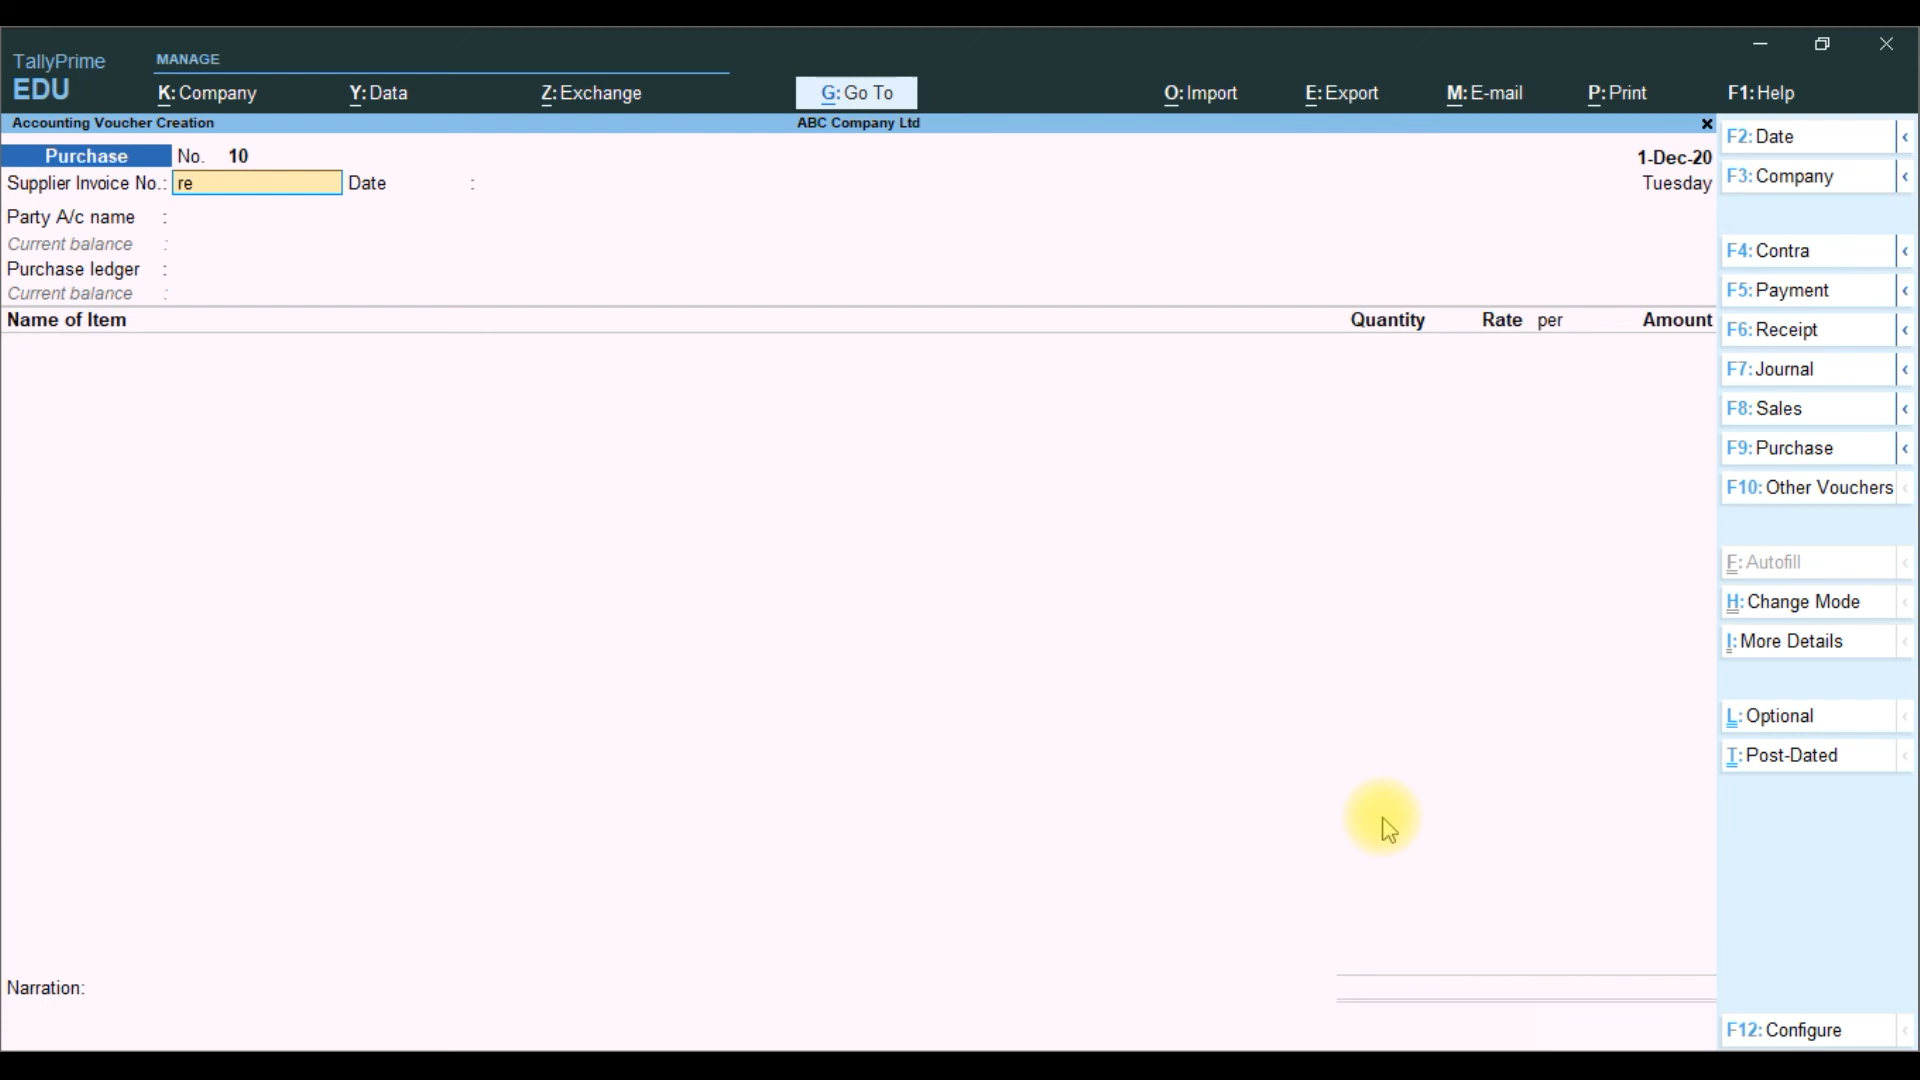 TallyPrime
EDU
MANAGE
K: Company Y: Data Z: Exchange G: Go To O: Import E: Export M: E-mail P: Print F1: Help
Accounting Voucher Creation ABC Company Ltd
Purchase No. 10 1-Dec-20
Supplier Invoice No.: re Date : Tuesday
Party A/c name :
Current balance :
Purchase ledger :
Current balance :
Name of Item Quantity Rate per Amount
Narration:
F2: Date
F3: Company
F4: Contra
F5: Payment
F6: Receipt
F7: Journal
F8: Sales
F9: Purchase
F10: Other Vouchers
F: Autofill
H: Change Mode
I: More Details
L: Optional
T: Post-Dated
F12: Configure